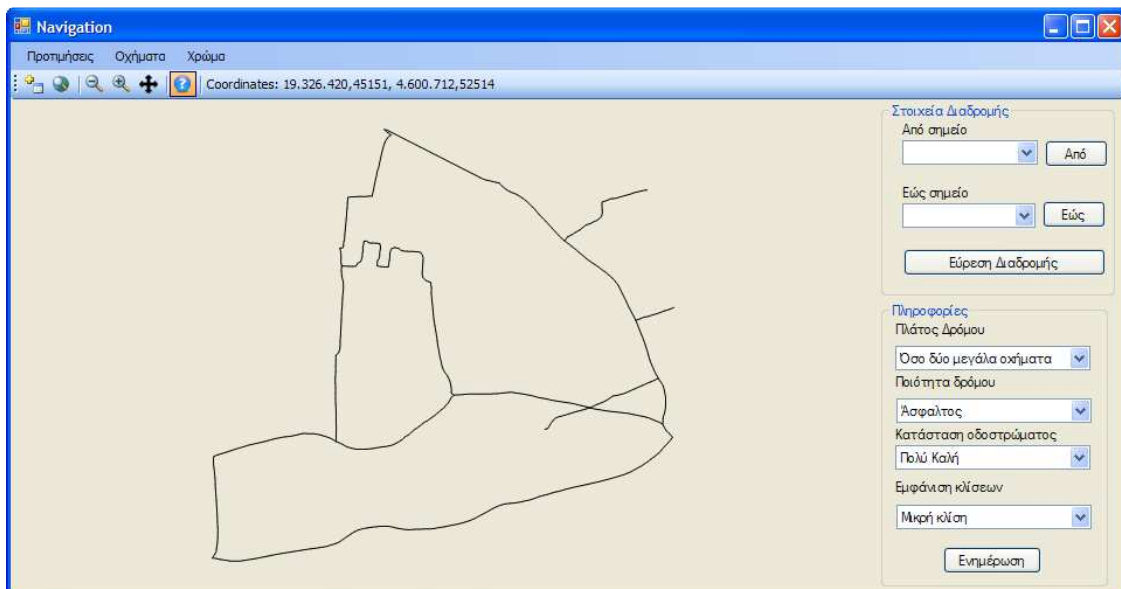 Navigation
Προτιμήσεις Οχήματα Χρώμα
Coordinates: 19.326.420,45151, 4.600.712,52514
Στοιχεία Διαδρομής
Από σημείο
Από
Εώς σημείο
Εώς
Εύρεση Διαδρομής
Πληροφορίες
Πλάτος Δρόμου
Όσο δύο μεγάλα οχήματα
Ποιότητα δρόμου
Άσφαλτος
Κατάσταση οδοστρώματος
Πολύ Καλή
Εμφάνιση κλίσεων
Μικρή κλίση
Ενημέρωση